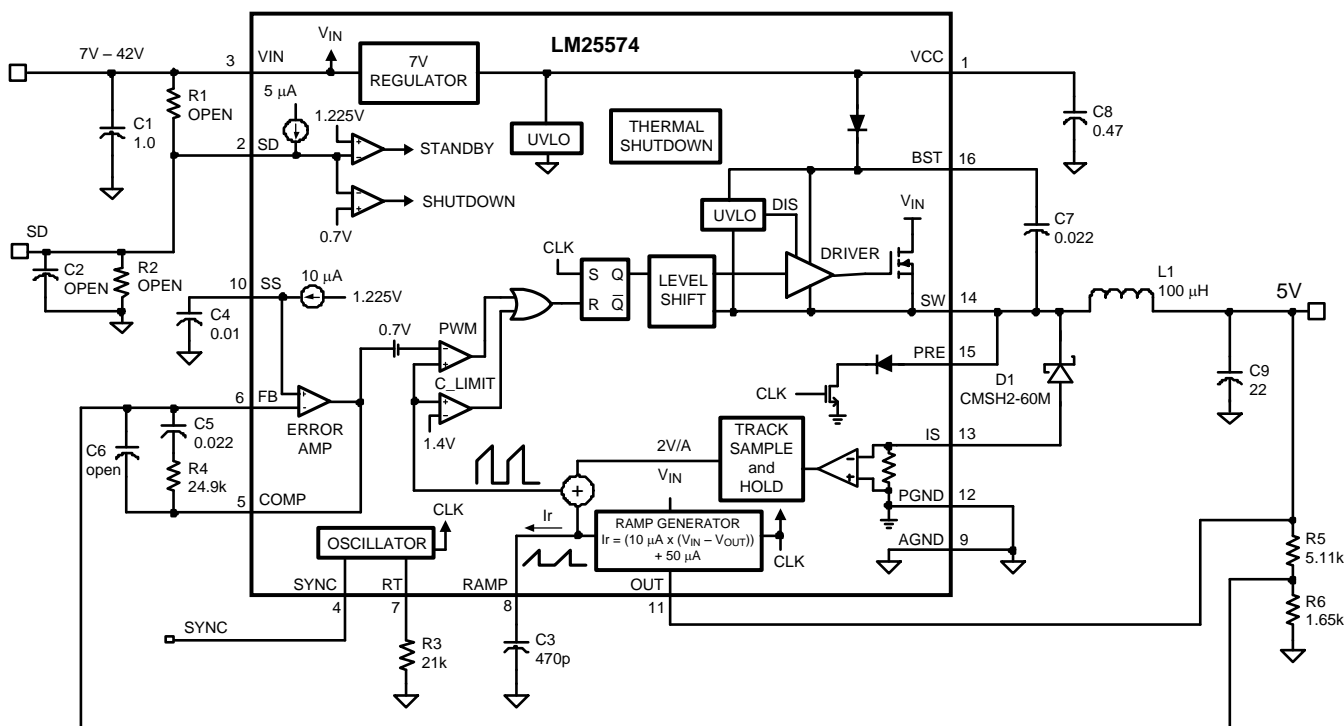 LM25574
7V – 42V
3
VIN
VIN
7V
REGULATOR
VCC
1
R1
OPEN
5 μA
C1
1.0
1.225V
2
SD
STANDBY
UVLO
THERMAL
SHUTDOWN
C8
0.47
BST
16
SHUTDOWN
0.7V
UVLO
DIS
VIN
C7
0.022
SD
C2
OPEN
R2
OPEN
CLK
DRIVER
10
SS
10 μA
1.225V
S
Q
R
Q
LEVEL
SHIFT
SW
14
L1
100 μH
5V
C4
0.01
0.7V
PWM
PRE
15
C9
22
C_LIMIT
CLK
D1
CMSH2-60M
6
FB
C5
0.022
ERROR
AMP
1.4V
TRACK
SAMPLE
and
HOLD
IS
13
C6
open
R4
24.9k
2V/A
VIN
5
COMP
PGND
12
CLK
Ir
RAMP GENERATOR
Ir = (10 μA x (VIN – VOUT))
+ 50 μA
CLK
AGND
9
OSCILLATOR
R5
5.11k
SYNC
RT
RAMP
OUT
4
7
8
11
R6
1.65k
SYNC
R3
21k
C3
470p